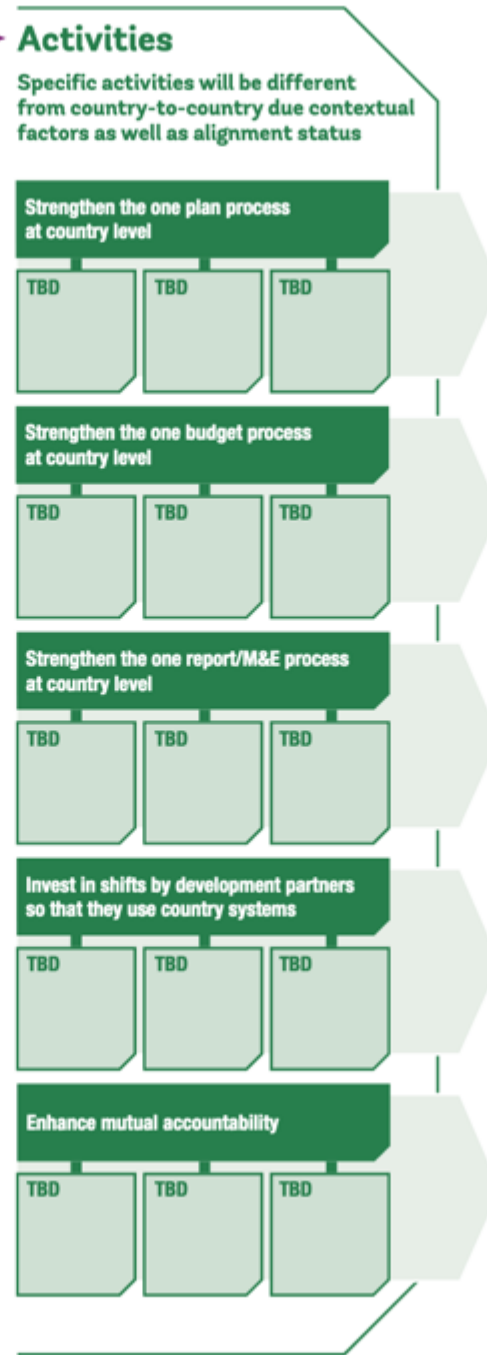 Activities
Specific activities will be different
from country-to-country due contextual
factors as well as alignment status
Strengthen the one plan process
at country level
TBD TBD TBD
Strengthen the one budget process
at country level
TBD TBD TBD
Strengthen the one report/M&E process
at country level
TBD TBD TBD
Invest in shifts by development partners
so that they use country systems
TBD TBD TBD
Enhance mutual accountability
TBD TBD TBD